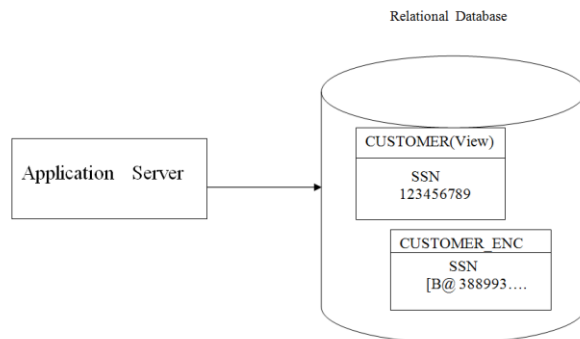 Relational Database
CUSTOMER(View)
SSN
123456789
Application Server
CUSTOMER_ENC
SSN
[B@ 388993....